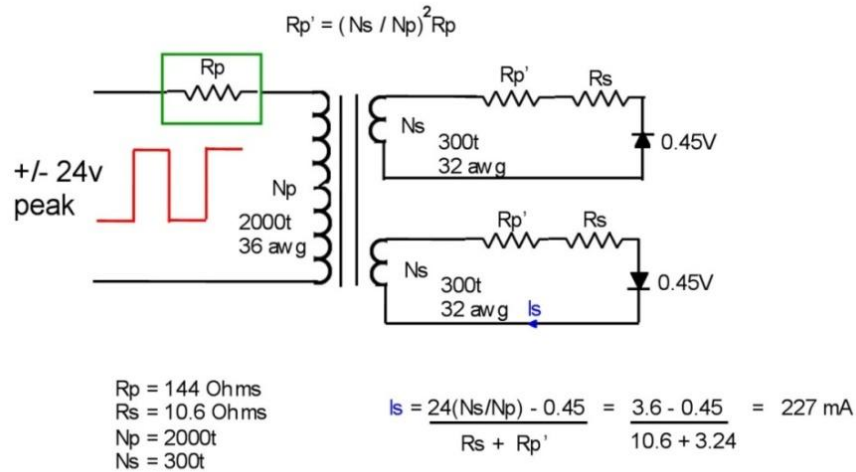 Rp' = (Ns / Np)²Rp
Rp
Rp'
Rs
Ns
300t
32 awg
0.45V
+/- 24v
peak
Np
2000t
36 awg
Rp'
Rs
Ns
300t
32 awg
Is
0.45V
Rp = 144 Ohms
Rs = 10.6 Ohms
Np = 2000t
Ns = 300t
Is = 24(Ns/Np) - 0.45 = 3.6 - 0.45 = 227 mA
Rs + Rp' 10.6 + 3.24